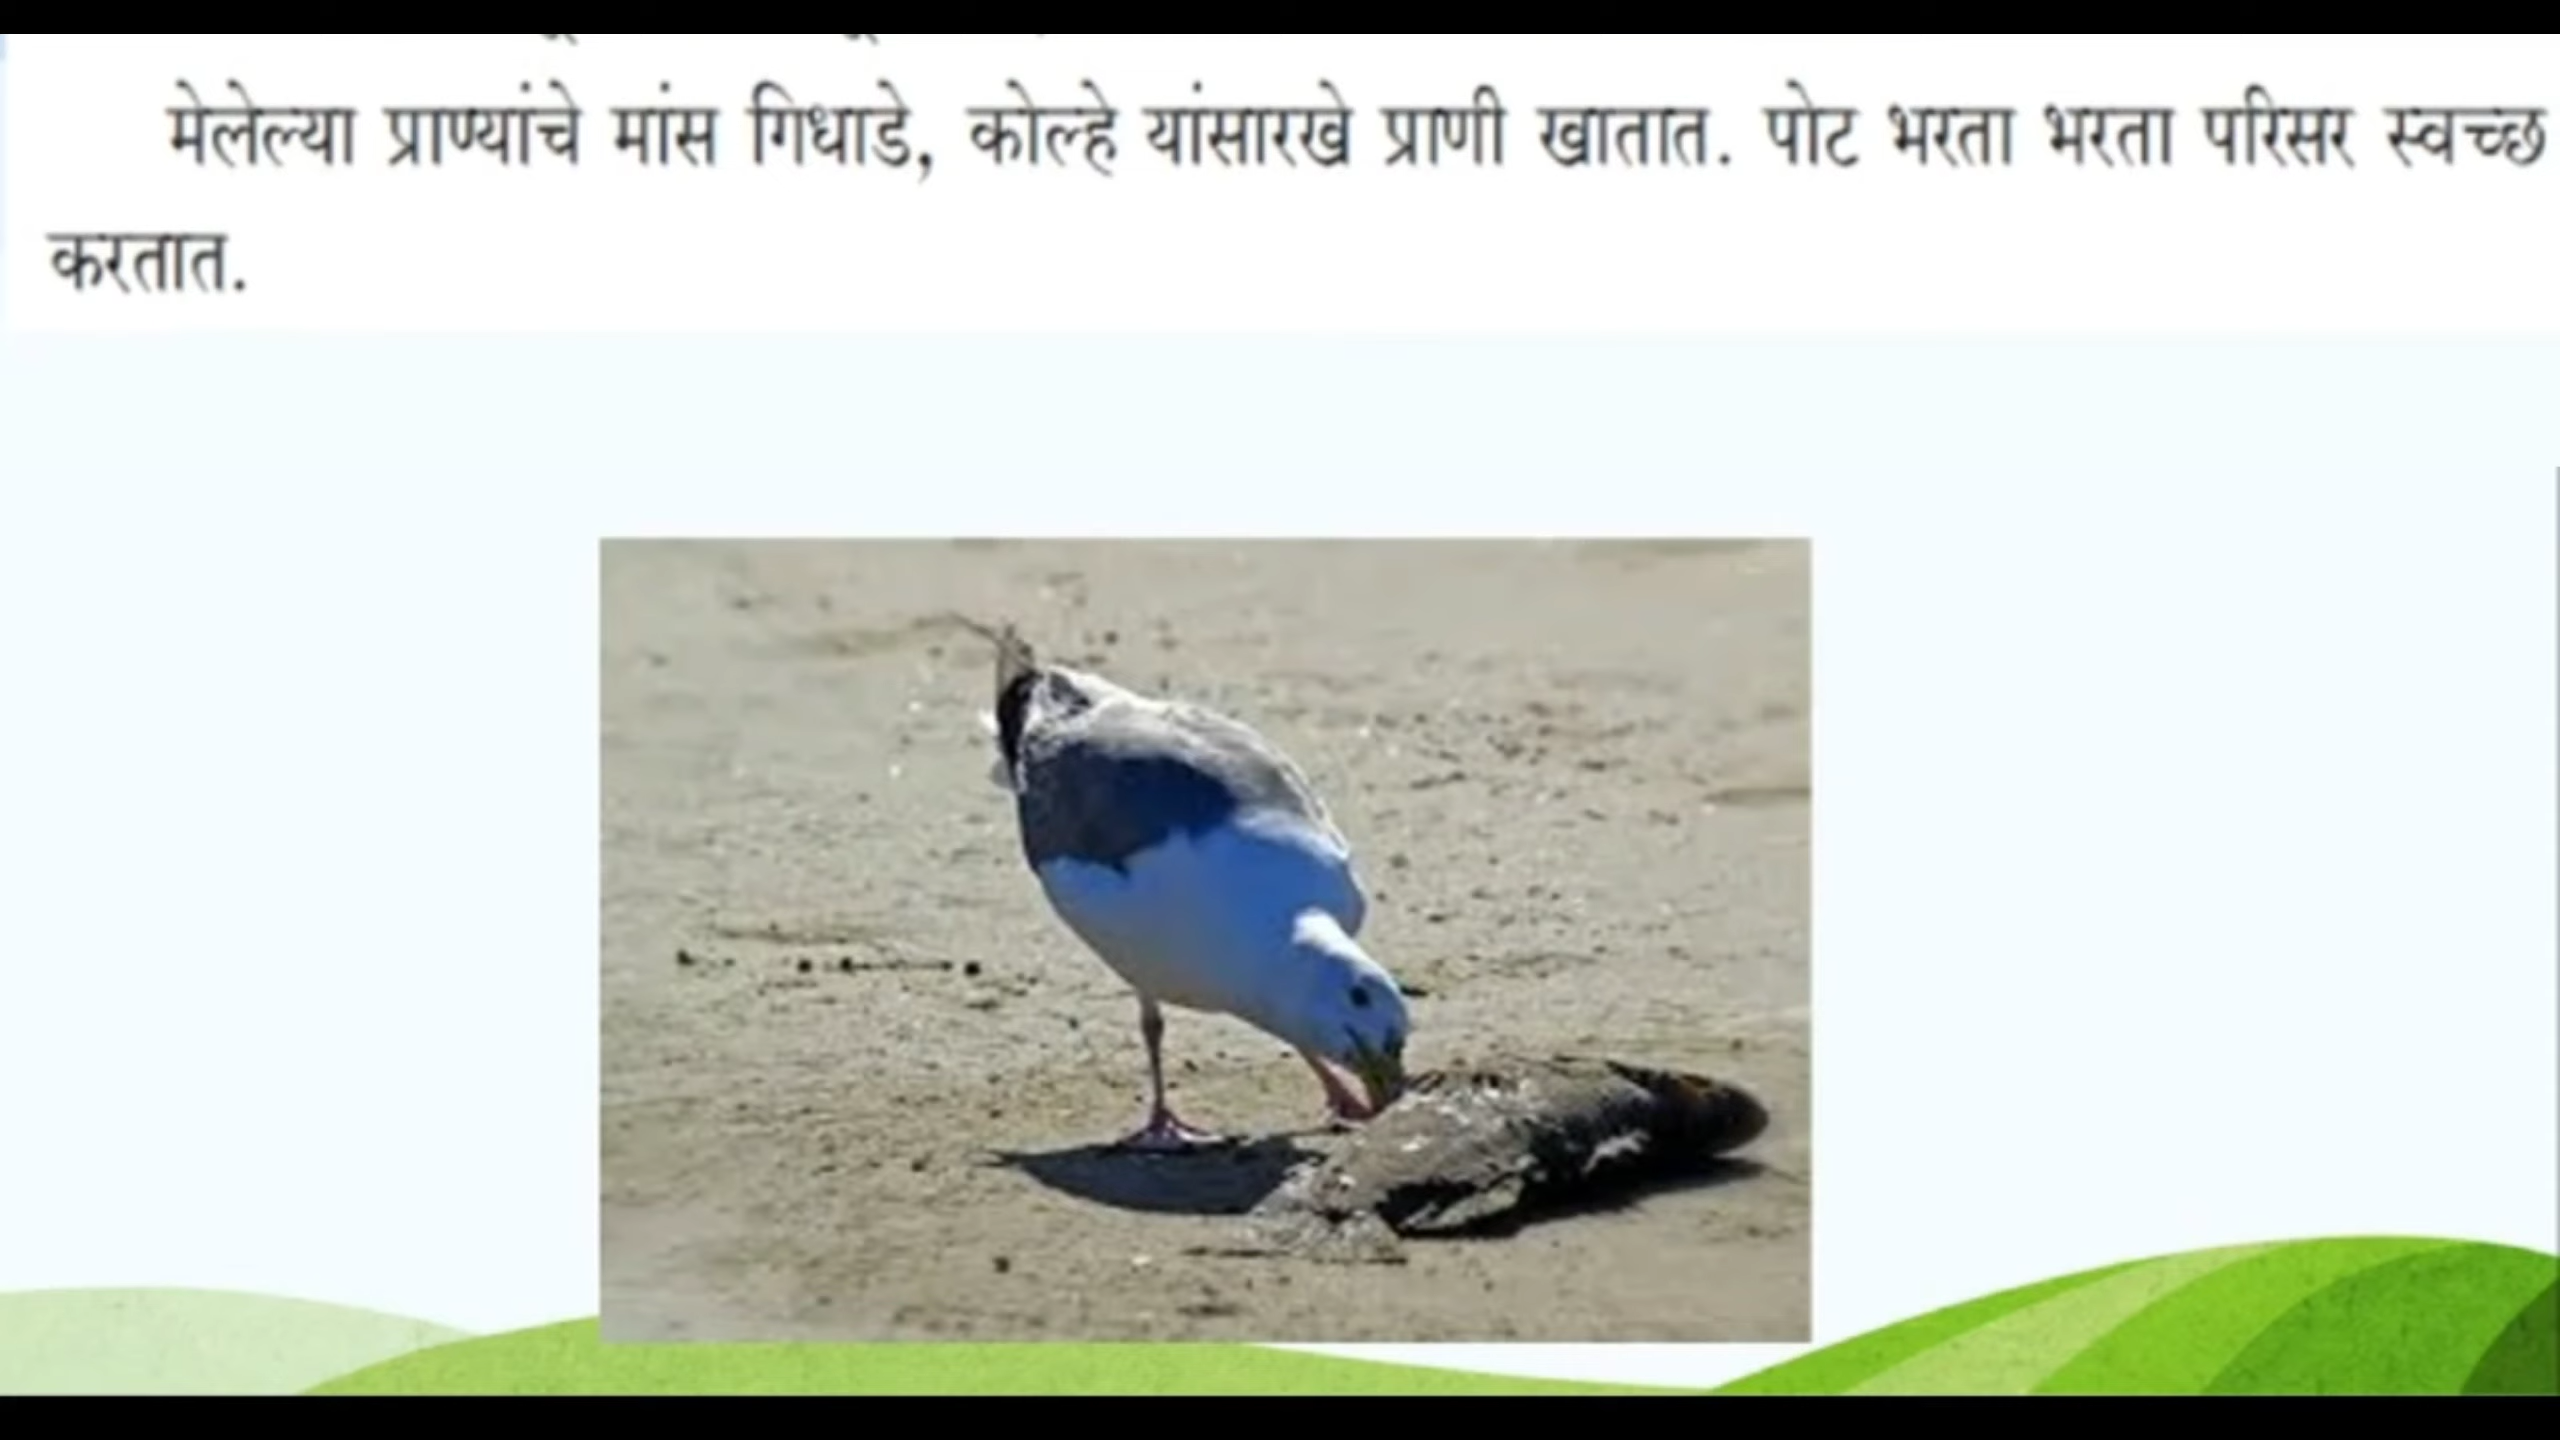 मेलेल्या प्राण्यांचे मांस गिधाडे, कोल्हे यांसारखे प्राणी खातात. पोट भरता भरता परिसर स्वच्छ
करतात.